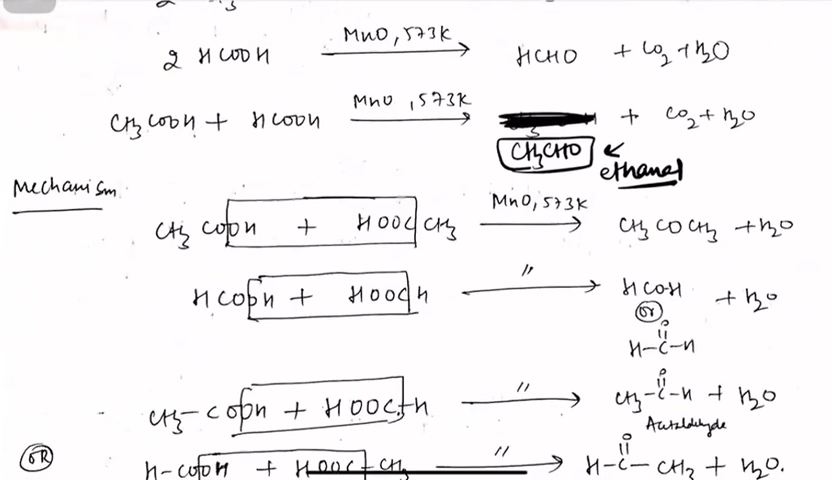 2 HCOOH MnO, 573K HCHO + CO2 + H2O
CH3COOH + HCOOH MnO, 573K + CO2 + H2O
CH3CHO
ethanal
Mechanism
CH3COOH + HOOCCH3 MnO, 573K CH3COCH3 + H2O
HCOOH + HOOCH " HCOH + H2O
or
O
H-C-H
O
CH3-COOH + HOOC-H " CH3-C-H + H2O
Acetaldehyde
O
OR H-COOH + HOOC-CH3 " H-C-CH3 + H2O.